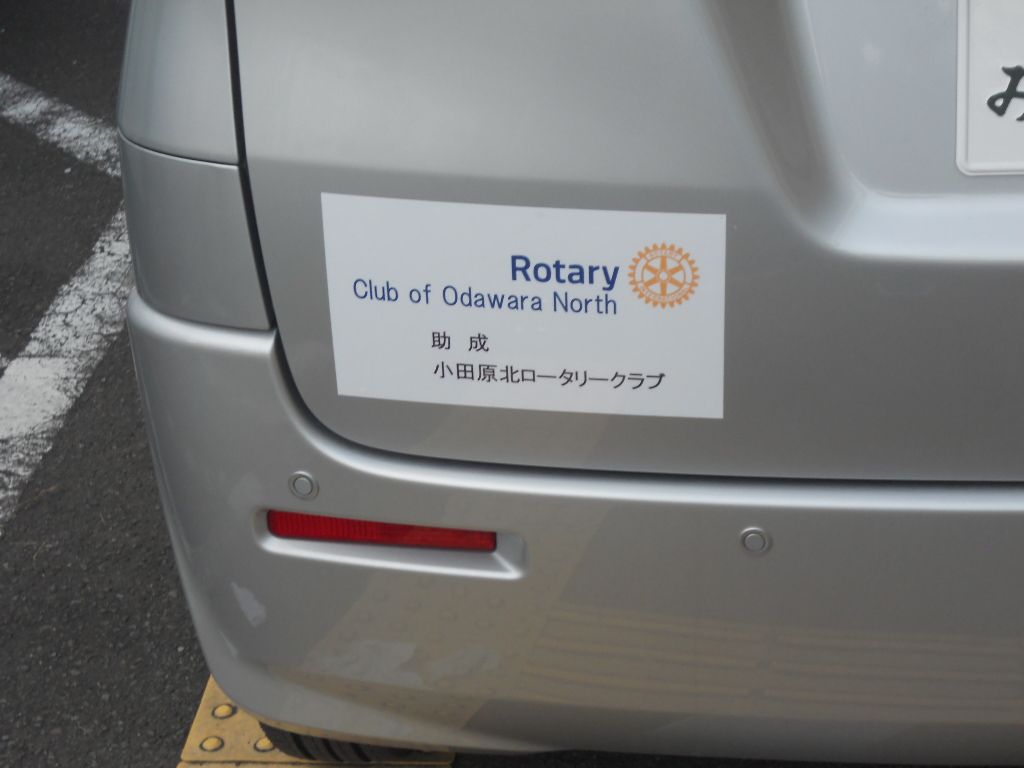 Rotary
Club of Odawara North
助 成
小田原北ロータリークラブ
み